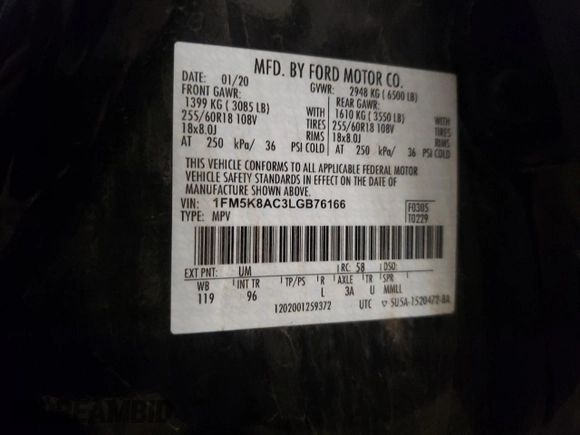 MFD. BY FORD MOTOR CO.
DATE: 01/20 GVWR: 2948 KG ( 6500 LB)
FRONT GAWR: REAR GAWR:
1399 KG ( 3085 LB) WITH 1610 KG ( 3550 LB) WITH
255/60R18 108V TIRES 255/60R18 108V TIRES
18x8.0J RIMS 18x8.0J RIMS
AT 250 kPa/ 36 PSI COLD AT 250 kPa/ 36 PSI COLD
THIS VEHICLE CONFORMS TO ALL APPLICABLE FEDERAL MOTOR
VEHICLE SAFETY STANDARDS IN EFFECT ON THE DATE OF
MANUFACTURE SHOWN ABOVE.
VIN: 1FM5K8AC3LGB76166 F0305
TYPE: MPV T0229
EXT PNT: UM RC: 58 DSO:
WB INT TR TP/PS R AXLE TR SPR
119 96 L 3A U MMLL
1202001259372 UTC ▽ SU5A-1520472-BA